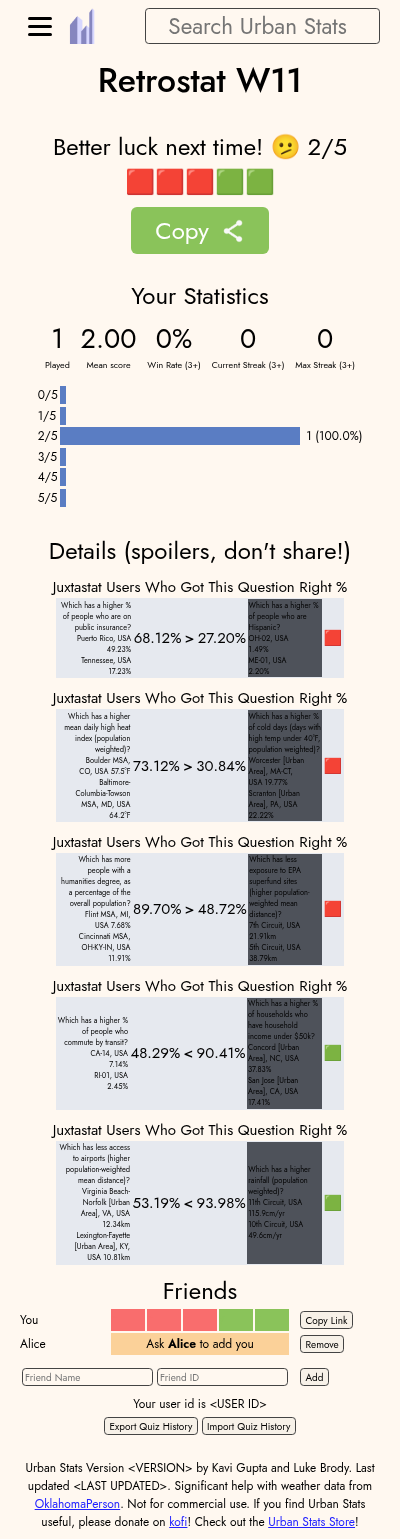 Search Urban Stats
Retrostat W11
Better luck next time! 🫤 2/5
🟥🟥🟥🟩🟩
Copy
Your Statistics
1 2.00 0% 0 0
Played Mean score Win Rate (3+) Current Streak (3+) Max Streak (3+)
0/5
1/5
2/5 1 (100.0%)
3/5
4/5
5/5
Details (spoilers, don't share!)
Juxtastat Users Who Got This Question Right %
Which has a higher %
of people who are on
public insurance?
Puerto Rico, USA
49.23%
Tennessee, USA
17.23%
68.12% > 27.20%
Which has a higher %
of people who are
Hispanic?
OH-02, USA
1.49%
ME-01, USA
2.20%
Juxtastat Users Who Got This Question Right %
Which has a higher
mean daily high heat
index (population
weighted)?
Boulder MSA,
CO, USA 57.5°F
Baltimore-
Columbia-Towson
MSA, MD, USA
64.2°F
73.12% > 30.84%
Which has a higher %
of cold days (days with
high temp under 40°F,
population weighted)?
Worcester [Urban
Area], MA-CT,
USA 19.77%
Scranton [Urban
Area], PA, USA
22.22%
Juxtastat Users Who Got This Question Right %
Which has more
people with a
humanities degree, as
a percentage of the
overall population?
Flint MSA, MI,
USA 7.68%
Cincinnati MSA,
OH-KY-IN, USA
11.91%
89.70% > 48.72%
Which has less
exposure to EPA
superfund sites
(higher population-
weighted mean
distance)?
7th Circuit, USA
21.91km
5th Circuit, USA
38.79km
Juxtastat Users Who Got This Question Right %
Which has a higher %
of people who
commute by transit?
CA-14, USA
7.14%
RI-01, USA
2.45%
48.29% < 90.41%
Which has a higher %
of households who
have household
income under $50k?
Concord [Urban
Area], NC, USA
37.83%
San Jose [Urban
Area], CA, USA
17.41%
Juxtastat Users Who Got This Question Right %
Which has less access
to airports (higher
population-weighted
mean distance)?
Virginia Beach-
Norfolk [Urban
Area], VA, USA
12.34km
Lexington-Fayette
[Urban Area], KY,
USA 10.81km
53.19% < 93.98%
Which has a higher
rainfall (population
weighted)?
11th Circuit, USA
115.9cm/yr
10th Circuit, USA
49.6cm/yr
Friends
You Copy Link
Alice Ask Alice to add you Remove
Friend Name Friend ID Add
Your user id is <USER ID>
Export Quiz History Import Quiz History
Urban Stats Version <VERSION> by Kavi Gupta and Luke Brody. Last
updated <LAST UPDATED>. Significant help with weather data from
OklahomaPerson. Not for commercial use. If you find Urban Stats
useful, please donate on kofi! Check out the Urban Stats Store!